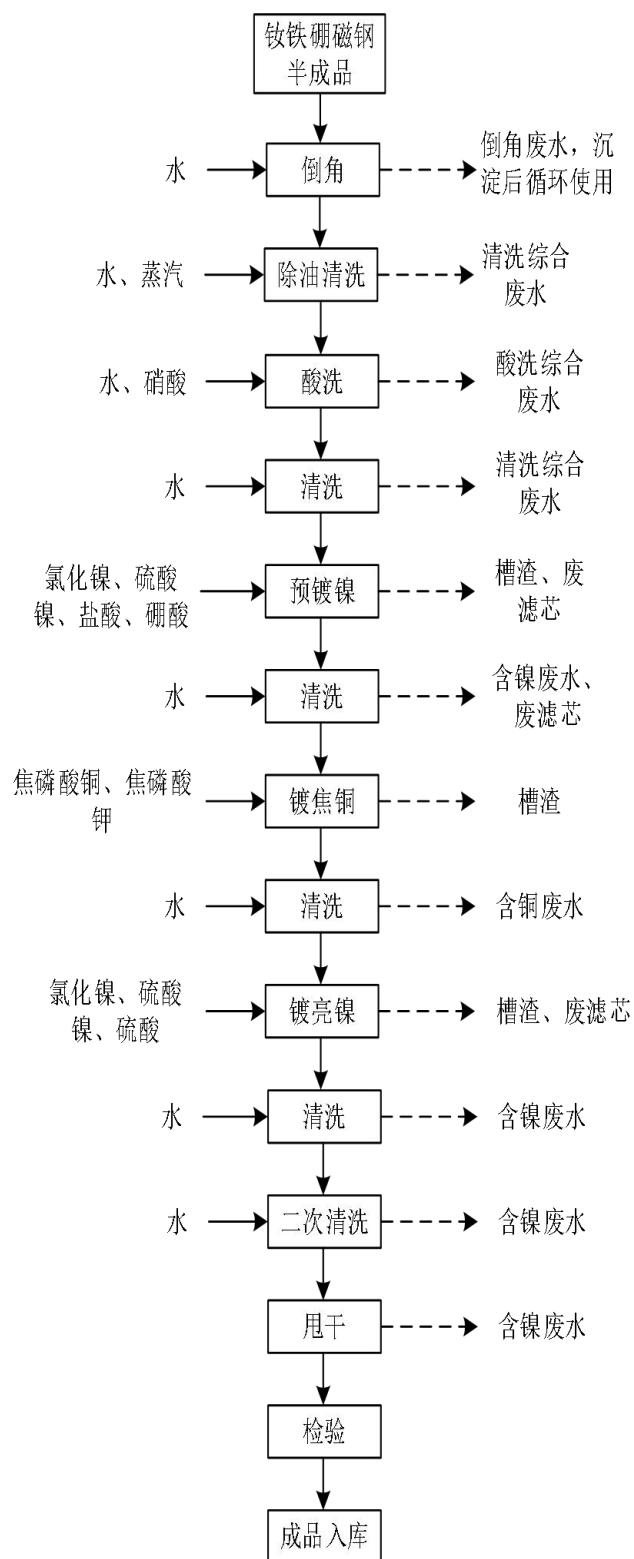 钕铁硼磁钢
半成品
水
倒角
倒角废水，沉
淀后循环使用
水、蒸汽
除油清洗
清洗综合
废水
水、硝酸
酸洗
酸洗综合
废水
水
清洗
清洗综合
废水
氯化镍、硫酸
镍、盐酸、硼酸
预镀镍
槽渣、废
滤芯
水
清洗
含镍废水、
废滤芯
焦磷酸铜、焦磷酸
钾
镀焦铜
槽渣
水
清洗
含铜废水
氯化镍、硫酸
镍、硫酸
镀亮镍
槽渣、废滤芯
水
清洗
含镍废水
水
二次清洗
含镍废水
甩干
含镍废水
检验
成品入库